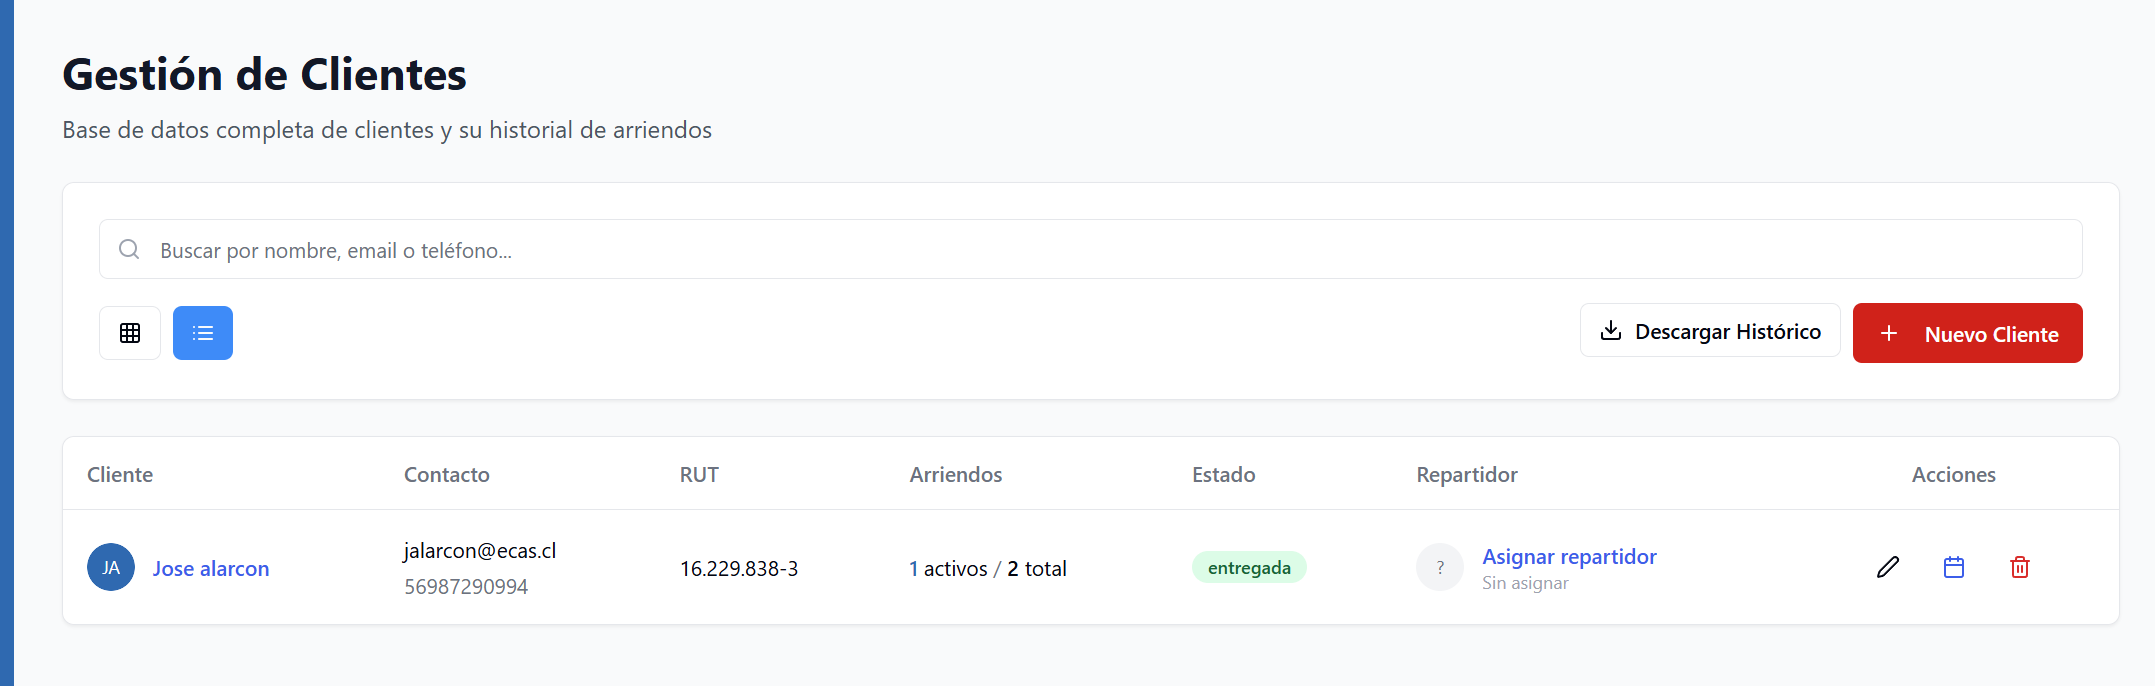 Gestión de Clientes
Base de datos completa de clientes y su historial de arriendos
Buscar por nombre, email o teléfono...
Descargar Histórico
+ Nuevo Cliente
Cliente Contacto RUT Arriendos Estado Repartidor Acciones
JA Jose alarcon jalarcon@ecas.cl 16.229.838-3 1 activos / 2 total entregada ? Asignar repartidor
56987290994 Sin asignar